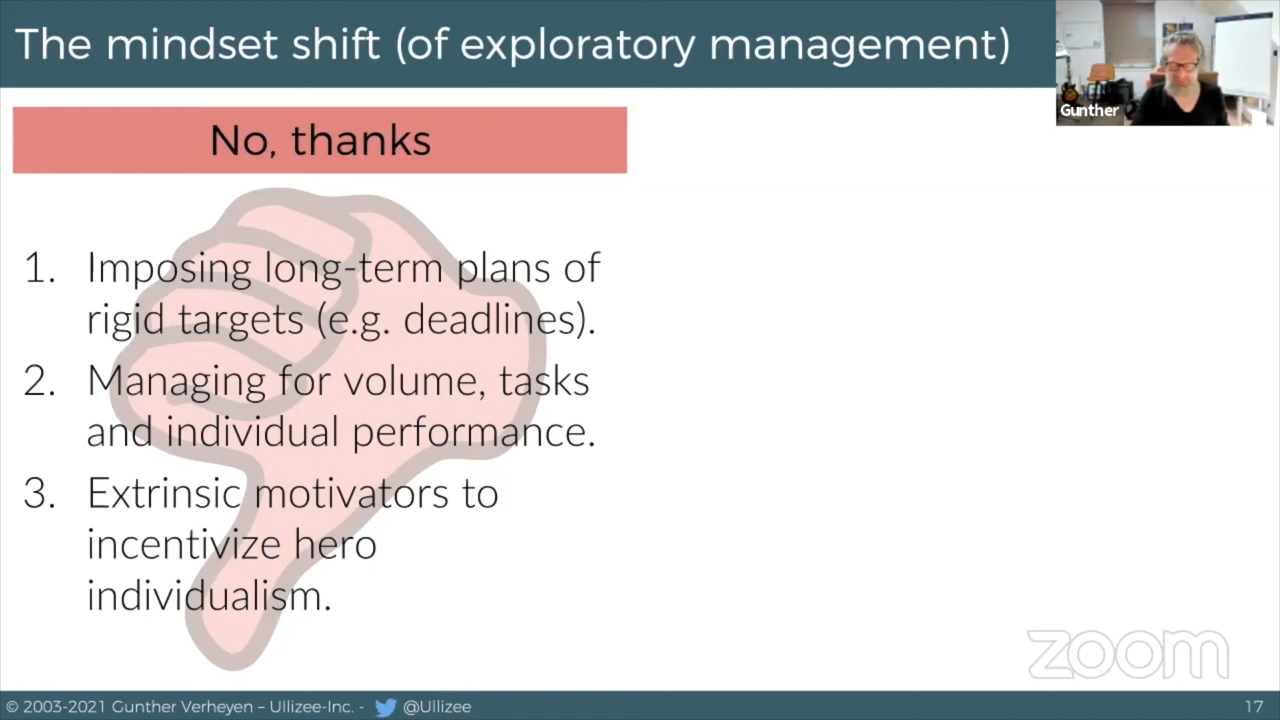 The mindset shift (of exploratory management)
Gunther
No, thanks
1. Imposing long-term plans of
rigid targets (e.g. deadlines).
2. Managing for volume, tasks
and individual performance.
3. Extrinsic motivators to
incentivize hero
individualism.
zoom
© 2003-2021 Gunther Verheyen – Ullizee-Inc. - @Ullizee
17